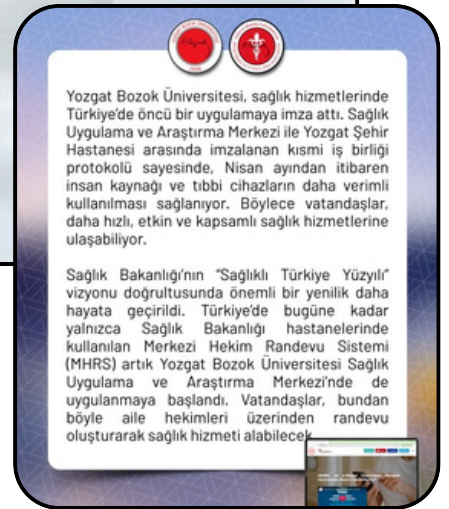 Yozgat Bozok Üniversitesi, sağlık hizmetlerinde
Türkiye'de öncü bir uygulamaya imza attı. Sağlık
Uygulama ve Araştırma Merkezi ile Yozgat Şehir
Hastanesi arasında imzalanan kısmi iş birliği
protokolü sayesinde, Nisan ayından itibaren
insan kaynağı ve tıbbi cihazların daha verimli
kullanılması sağlanıyor. Böylece vatandaşlar,
daha hızlı, etkin ve kapsamlı sağlık hizmetlerine
ulaşabiliyor.
Sağlık Bakanlığı'nın "Sağlıklı Türkiye Yüzyılı"
vizyonu doğrultusunda önemli bir yenilik daha
hayata geçirildi. Türkiye'de bugüne kadar
yalnızca Sağlık Bakanlığı hastanelerinde
kullanılan Merkezi Hekim Randevu Sistemi
(MHRS) artık Yozgat Bozok Üniversitesi Sağlık
Uygulama ve Araştırma Merkezi'nde de
uygulanmaya başlandı. Vatandaşlar, bundan
böyle aile hekimleri üzerinden randevu
oluşturarak sağlık hizmeti alabilecek